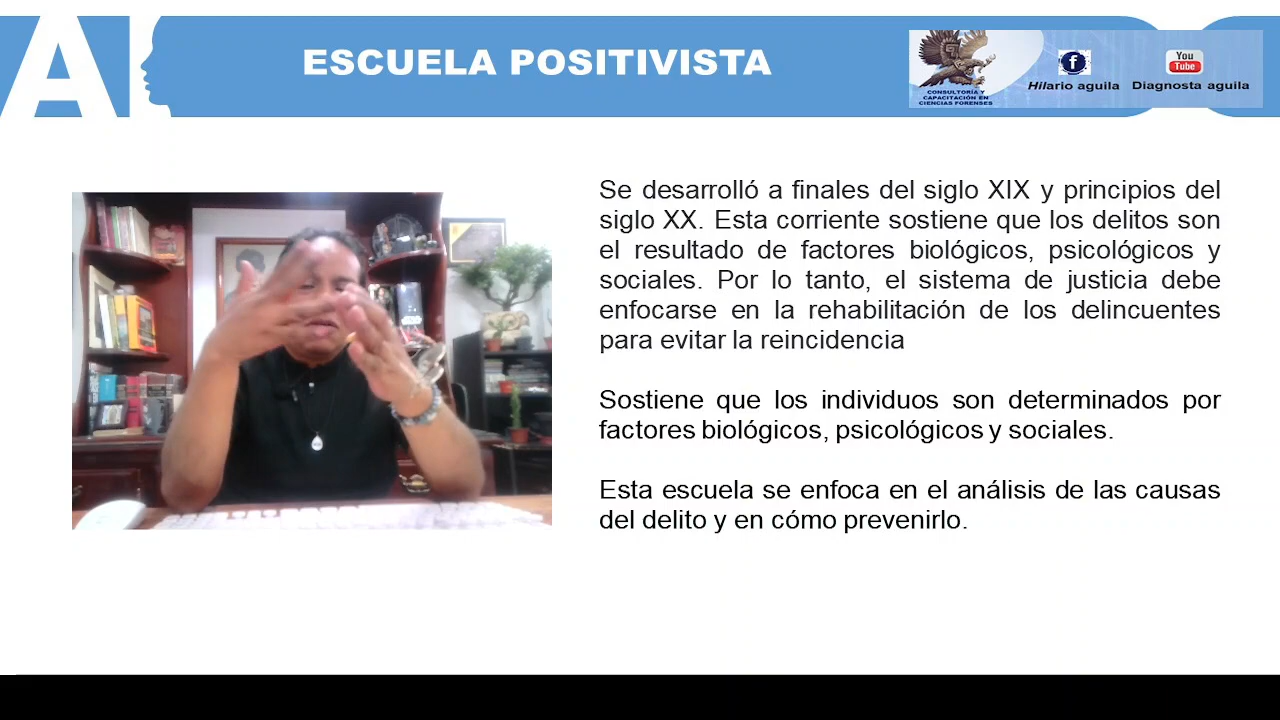 AI
ESCUELA POSITIVISTA
CONSULTORÍA Y
CAPACITACIÓN EN
CIENCIAS FORENSES
f
Hilario aguila
You
Tube
Diagnosta aguila
Se desarrolló a finales del siglo XIX y principios del
siglo XX. Esta corriente sostiene que los delitos son
el resultado de factores biológicos, psicológicos y
sociales. Por lo tanto, el sistema de justicia debe
enfocarse en la rehabilitación de los delincuentes
para evitar la reincidencia
Sostiene que los individuos son determinados por
factores biológicos, psicológicos y sociales.
Esta escuela se enfoca en el análisis de las causas
del delito y en cómo prevenirlo.